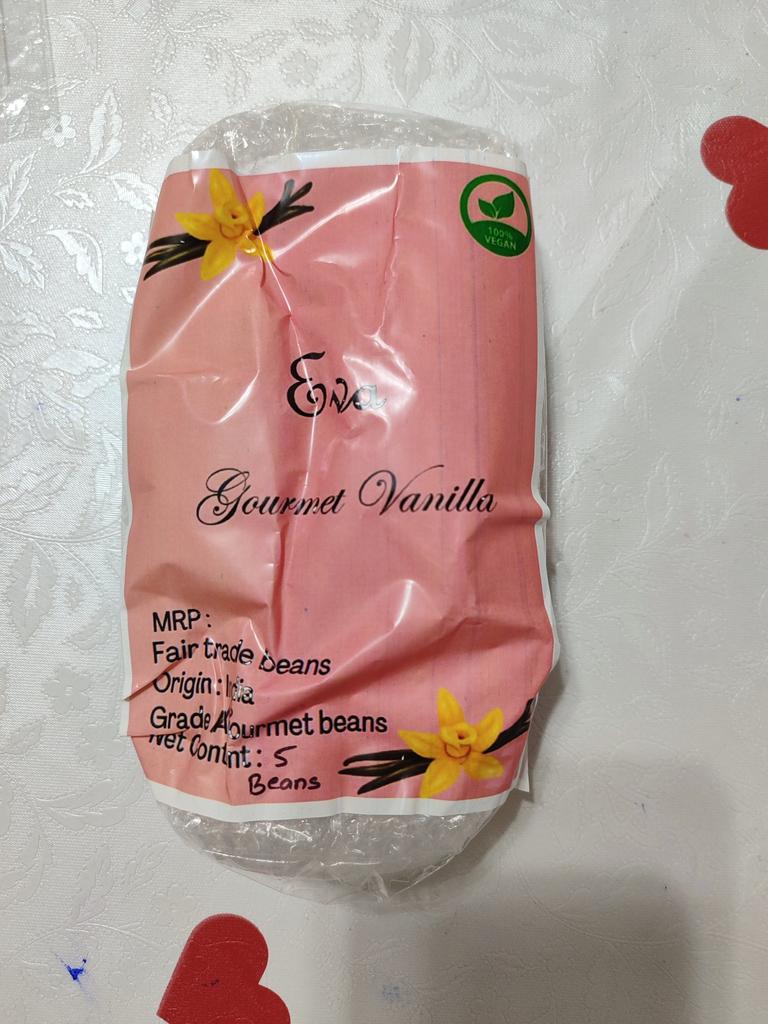 100%
VEGAN
Eva
Gourmet Vanilla
MRP :
Fair trade beans
Origin : India
Grade A Gourmet beans
Net Content : 5
Beans